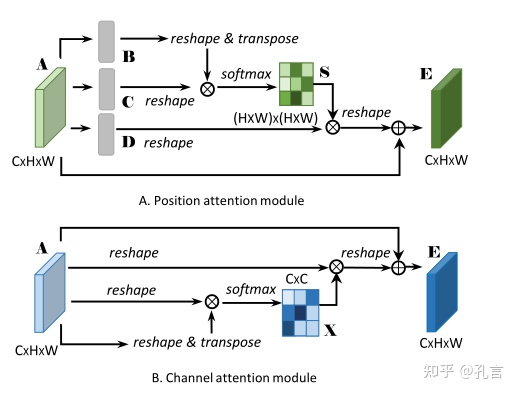 A
B
reshape & transpose
softmax
S
E
C
reshape
(HxW)x(HxW)
reshape
D
reshape
CxHxW
CxHxW
A. Position attention module
A
reshape
reshape
E
CxC
reshape
softmax
X
CxHxW
reshape & transpose
CxHxW
B. Channel attention module
知乎 @孔言